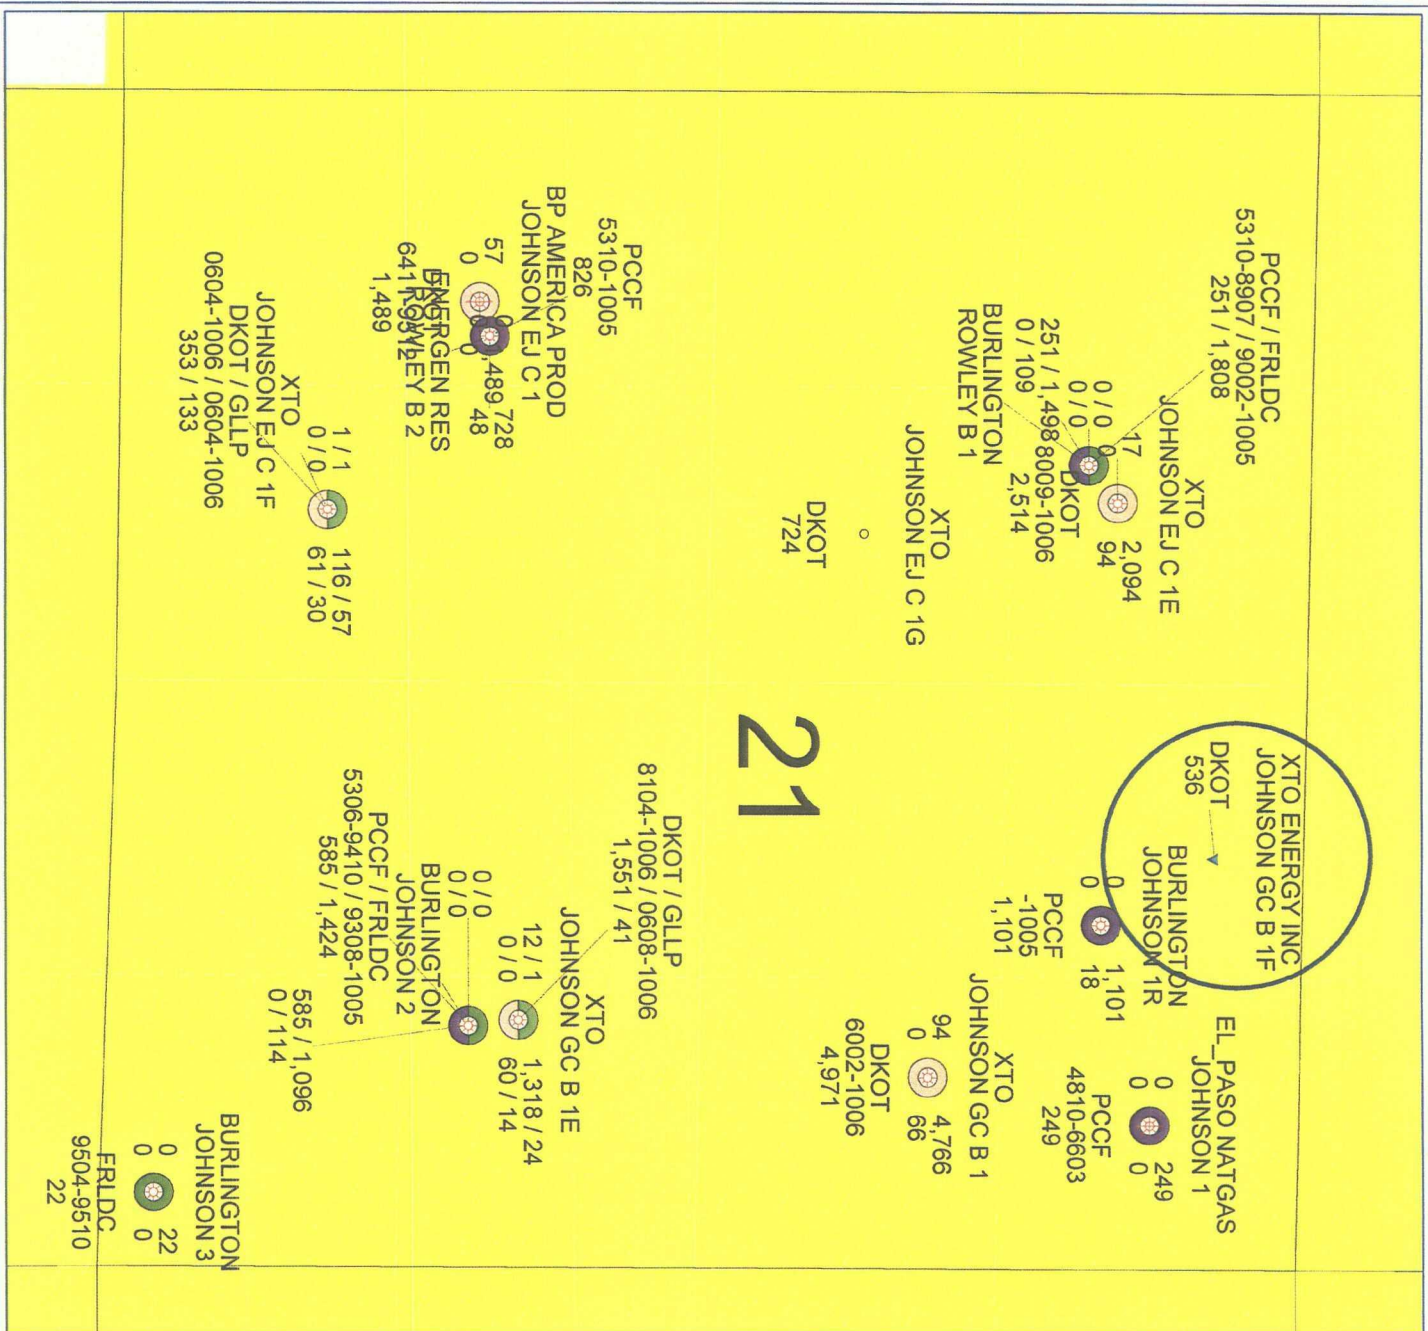 XTO ENERGY INC
JOHNSON GC B 1F
DKOT
536
BURLINGTON
JOHNSON 1R
0 1,101
0 18
PCCF
-1005
1,101
EL_PASO NATGAS
JOHNSON 1
0 249
0 0
PCCF
4810-6603
249
PCCF / FRLDC
5310-8907 / 9002-1005
251 / 1,808
XTO
JOHNSON EJ C 1E
17 2,094
0 94
DKOT
8009-1006
2,514
0 / 0
0 / 0
251 / 1,498
0 / 109
BURLINGTON
ROWLEY B 1
XTO
JOHNSON EJ C 1G
DKOT
724
XTO
JOHNSON GC B 1
94 4,766
0 66
DKOT
6002-1006
4,971
21
PCCF
5310-1005
826
BP AMERICA PROD
JOHNSON EJ C 1
57
0
728
48
ENERGEN RES
ROWLEY B 2
1,489
DKOT / GLLP
8104-1006 / 0608-1006
1,551 / 41
XTO
JOHNSON GC B 1E
12 / 1 1,318 / 24
0 / 0 60 / 14
0 / 0
0 / 0
BURLINGTON
JOHNSON 2
PCCF / FRLDC
5306-9410 / 9308-1005
585 / 1,424
585 / 1,096
0 / 114
1 / 1 116 / 57
0 / 0 61 / 30
XTO
JOHNSON EJ C 1F
DKOT / GLLP
0604-1006 / 0604-1006
353 / 133
BURLINGTON
JOHNSON 3
0 22
0 0
FRLDC
9504-9510
22